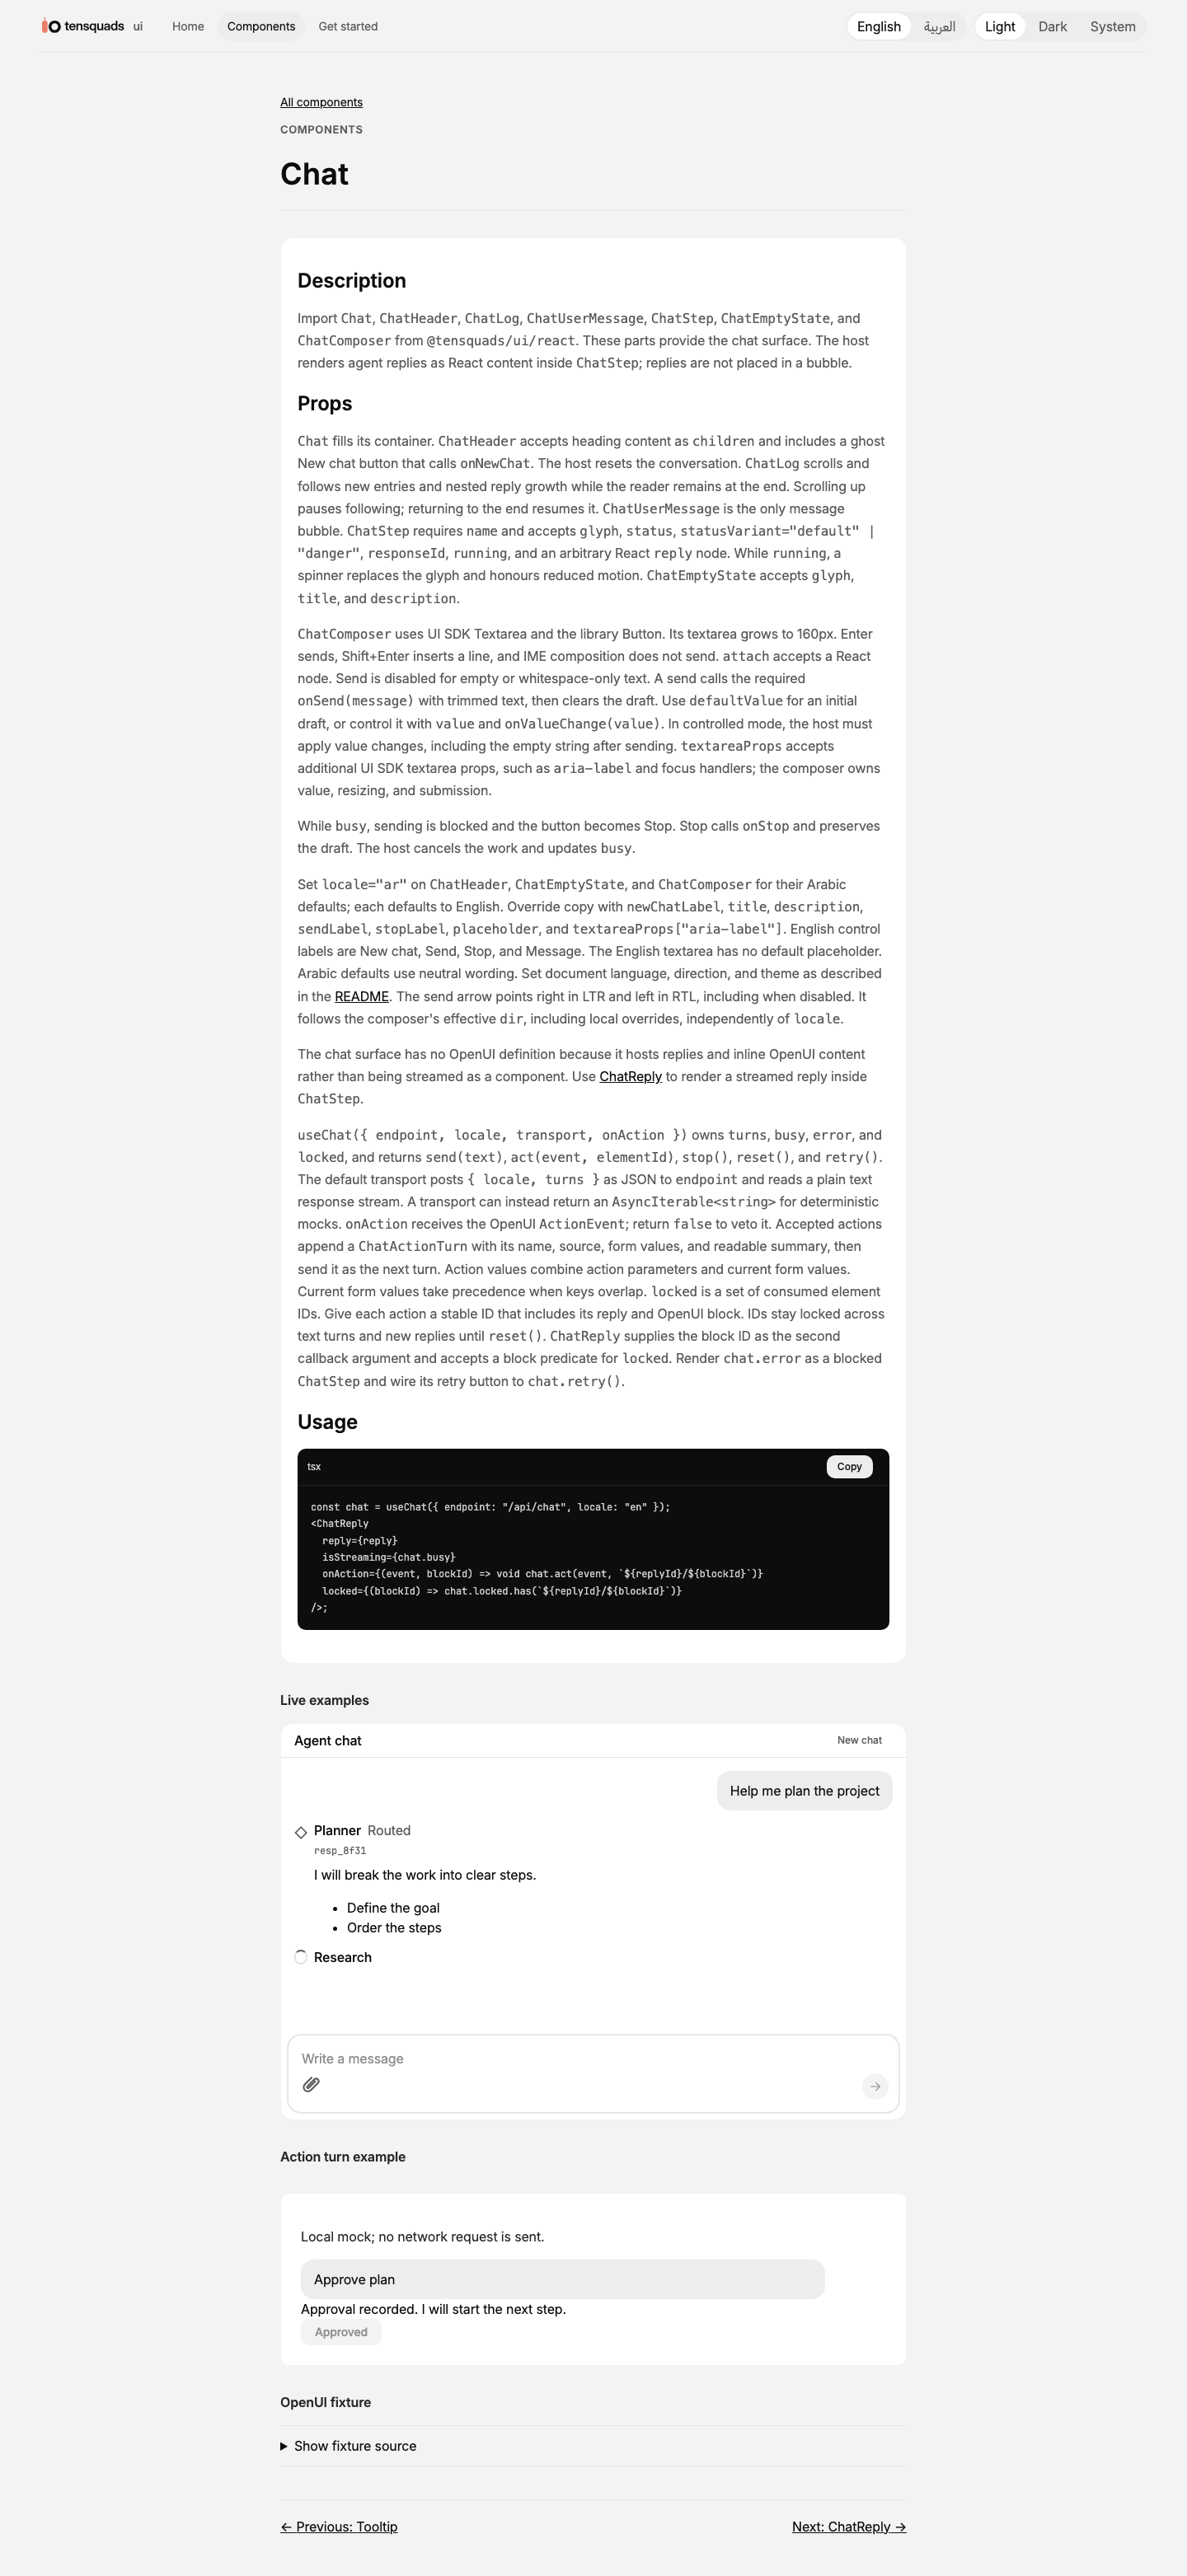 tensquads ui Home Components Get started English العربية Light Dark System
All components
COMPONENTS
Chat
Description
Import Chat, ChatHeader, ChatLog, ChatUserMessage, ChatStep, ChatEmptyState, and
ChatComposer from @tensquads/ui/react. These parts provide the chat surface. The host
renders agent replies as React content inside ChatStep; replies are not placed in a bubble.
Props
Chat fills its container. ChatHeader accepts heading content as children and includes a ghost
New chat button that calls onNewChat. The host resets the conversation. ChatLog scrolls and
follows new entries and nested reply growth while the reader remains at the end. Scrolling up
pauses following; returning to the end resumes it. ChatUserMessage is the only message
bubble. ChatStep requires name and accepts glyph, status, statusVariant="default" |
"danger", responseId, running, and an arbitrary React reply node. While running, a
spinner replaces the glyph and honours reduced motion. ChatEmptyState accepts glyph,
title, and description.
ChatComposer uses UI SDK Textarea and the library Button. Its textarea grows to 160px. Enter
sends, Shift+Enter inserts a line, and IME composition does not send. attach accepts a React
node. Send is disabled for empty or whitespace-only text. A send calls the required
onSend(message) with trimmed text, then clears the draft. Use defaultValue for an initial
draft, or control it with value and onValueChange(value). In controlled mode, the host must
apply value changes, including the empty string after sending. textareaProps accepts
additional UI SDK textarea props, such as aria-label and focus handlers; the composer owns
value, resizing, and submission.
While busy, sending is blocked and the button becomes Stop. Stop calls onStop and preserves
the draft. The host cancels the work and updates busy.
Set locale="ar" on ChatHeader, ChatEmptyState, and ChatComposer for their Arabic
defaults; each defaults to English. Override copy with newChatLabel, title, description,
sendLabel, stopLabel, placeholder, and textareaProps["aria-label"]. English control
labels are New chat, Send, Stop, and Message. The English textarea has no default placeholder.
Arabic defaults use neutral wording. Set document language, direction, and theme as described
in the README. The send arrow points right in LTR and left in RTL, including when disabled. It
follows the composer's effective dir, including local overrides, independently of locale.
The chat surface has no OpenUI definition because it hosts replies and inline OpenUI content
rather than being streamed as a component. Use ChatReply to render a streamed reply inside
ChatStep.
useChat({ endpoint, locale, transport, onAction }) owns turns, busy, error, and
locked, and returns send(text), act(event, elementId), stop(), reset(), and retry().
The default transport posts { locale, turns } as JSON to endpoint and reads a plain text
response stream. A transport can instead return an AsyncIterable<string> for deterministic
mocks. onAction receives the OpenUI ActionEvent; return false to veto it. Accepted actions
append a ChatActionTurn with its name, source, form values, and readable summary, then
send it as the next turn. Action values combine action parameters and current form values.
Current form values take precedence when keys overlap. locked is a set of consumed element
IDs. Give each action a stable ID that includes its reply and OpenUI block. IDs stay locked across
text turns and new replies until reset(). ChatReply supplies the block ID as the second
callback argument and accepts a block predicate for locked. Render chat.error as a blocked
ChatStep and wire its retry button to chat.retry().
Usage
tsx Copy
const chat = useChat({ endpoint: "/api/chat", locale: "en" });
<ChatReply
  reply={reply}
  isStreaming={chat.busy}
  onAction={(event, blockId) => void chat.act(event, `${replyId}/${blockId}`)}
  locked={(blockId) => chat.locked.has(`${replyId}/${blockId}`)}
/>;
Live examples
Agent chat New chat
Help me plan the project
Planner Routed
resp_8f31
I will break the work into clear steps.
• Define the goal
• Order the steps
Research
Write a message
Action turn example
Local mock; no network request is sent.
Approve plan
Approval recorded. I will start the next step.
Approved
OpenUI fixture
▶ Show fixture source
← Previous: Tooltip Next: ChatReply →